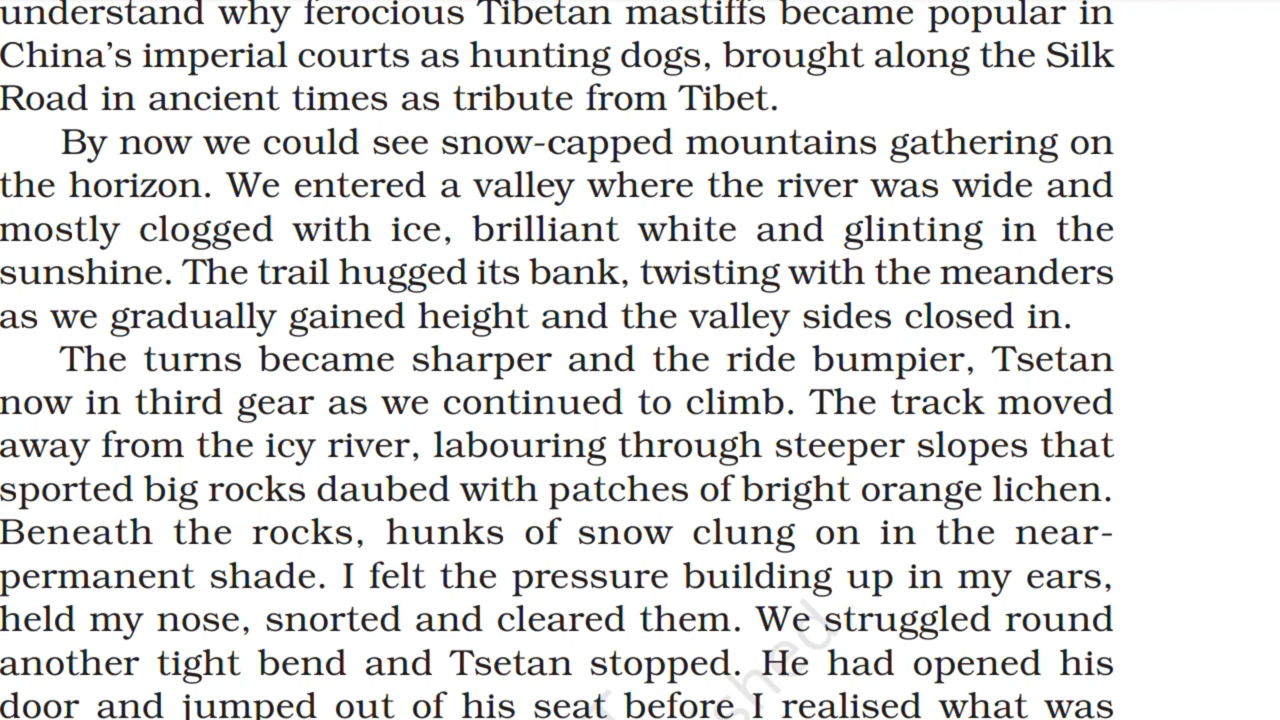 understand why ferocious Tibetan mastiffs became popular in
China's imperial courts as hunting dogs, brought along the Silk
Road in ancient times as tribute from Tibet.
By now we could see snow-capped mountains gathering on
the horizon. We entered a valley where the river was wide and
mostly clogged with ice, brilliant white and glinting in the
sunshine. The trail hugged its bank, twisting with the meanders
as we gradually gained height and the valley sides closed in.
The turns became sharper and the ride bumpier, Tsetan
now in third gear as we continued to climb. The track moved
away from the icy river, labouring through steeper slopes that
sported big rocks daubed with patches of bright orange lichen.
Beneath the rocks, hunks of snow clung on in the near-
permanent shade. I felt the pressure building up in my ears,
held my nose, snorted and cleared them. We struggled round
another tight bend and Tsetan stopped. He had opened his
door and jumped out of his seat before I realised what was